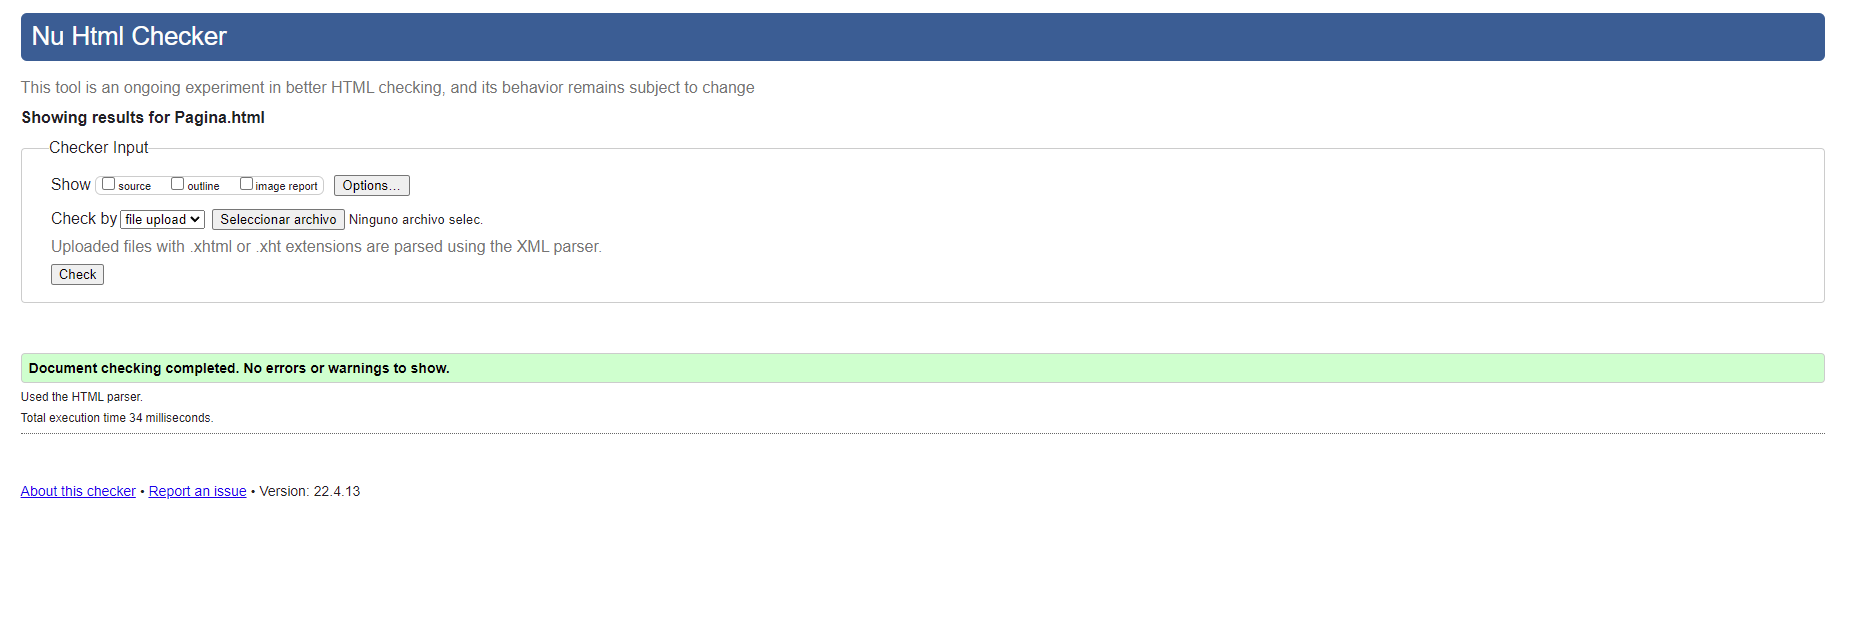 Nu Html Checker
This tool is an ongoing experiment in better HTML checking, and its behavior remains subject to change
Showing results for Pagina.html
Checker Input
Show source outline image report Options...
Check by file upload Seleccionar archivo Ninguno archivo selec.
Uploaded files with .xhtml or .xht extensions are parsed using the XML parser.
Check
Document checking completed. No errors or warnings to show.
Used the HTML parser.
Total execution time 34 milliseconds.
About this checker • Report an issue • Version: 22.4.13